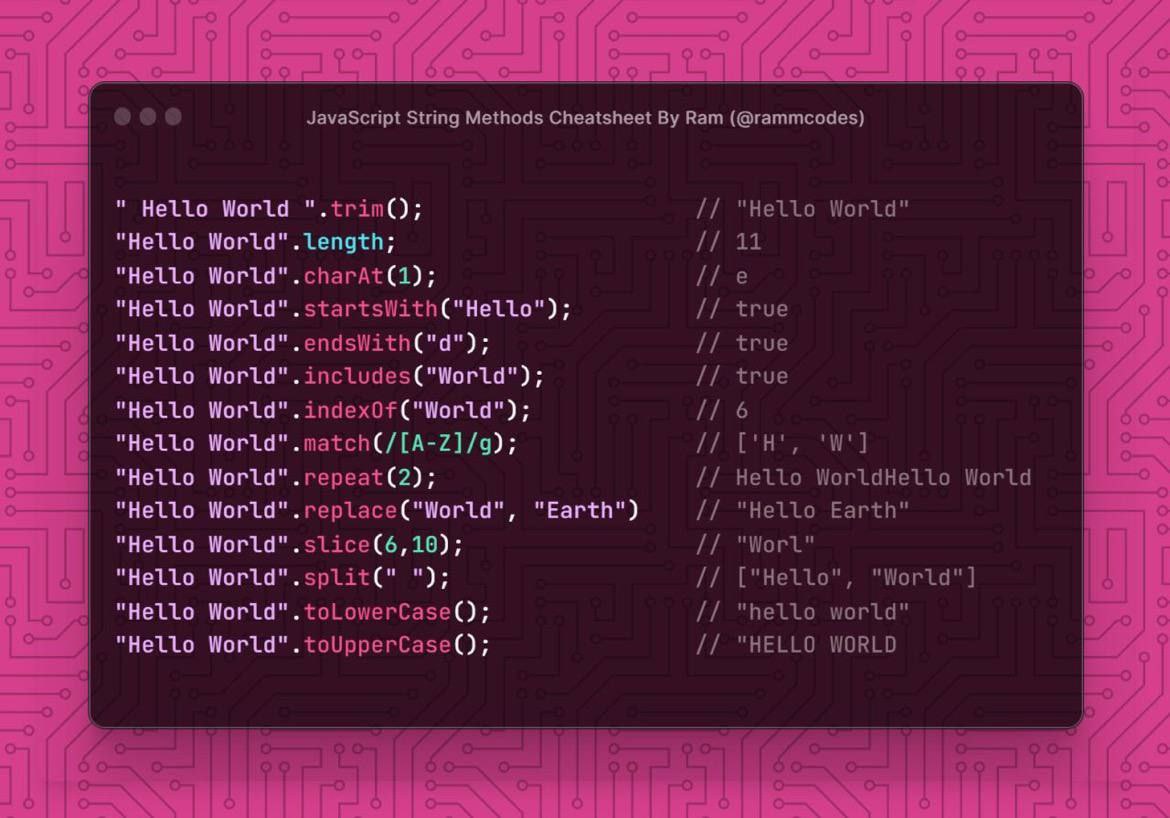 JavaScript String Methods Cheatsheet By Ram (@rammcodes)
" Hello World ".trim(); // "Hello World"
"Hello World".length; // 11
"Hello World".charAt(1); // e
"Hello World".startsWith("Hello"); // true
"Hello World".endsWith("d"); // true
"Hello World".includes("World"); // true
"Hello World".indexOf("World"); // 6
"Hello World".match(/[A-Z]/g); // ['H', 'W']
"Hello World".repeat(2); // Hello WorldHello World
"Hello World".replace("World", "Earth") // "Hello Earth"
"Hello World".slice(6,10); // "Worl"
"Hello World".split(" "); // ["Hello", "World"]
"Hello World".toLowerCase(); // "hello world"
"Hello World".toUpperCase(); // "HELLO WORLD